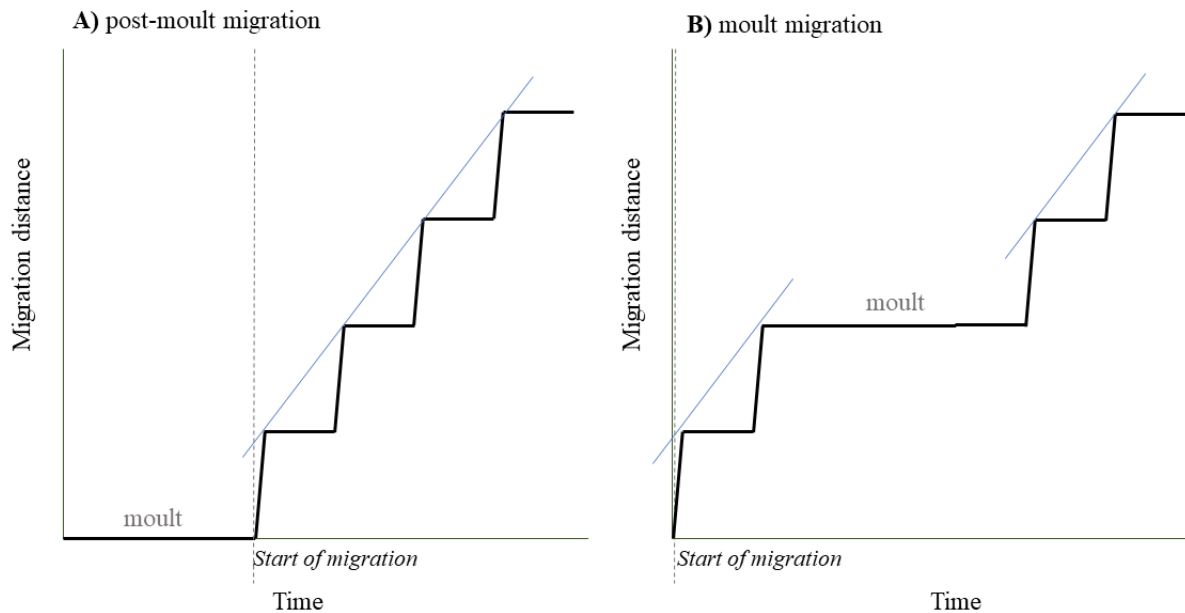 A) post-moult migration
Migration distance
moult
Start of migration
Time
B) moult migration
Migration distance
moult
Start of migration
Time